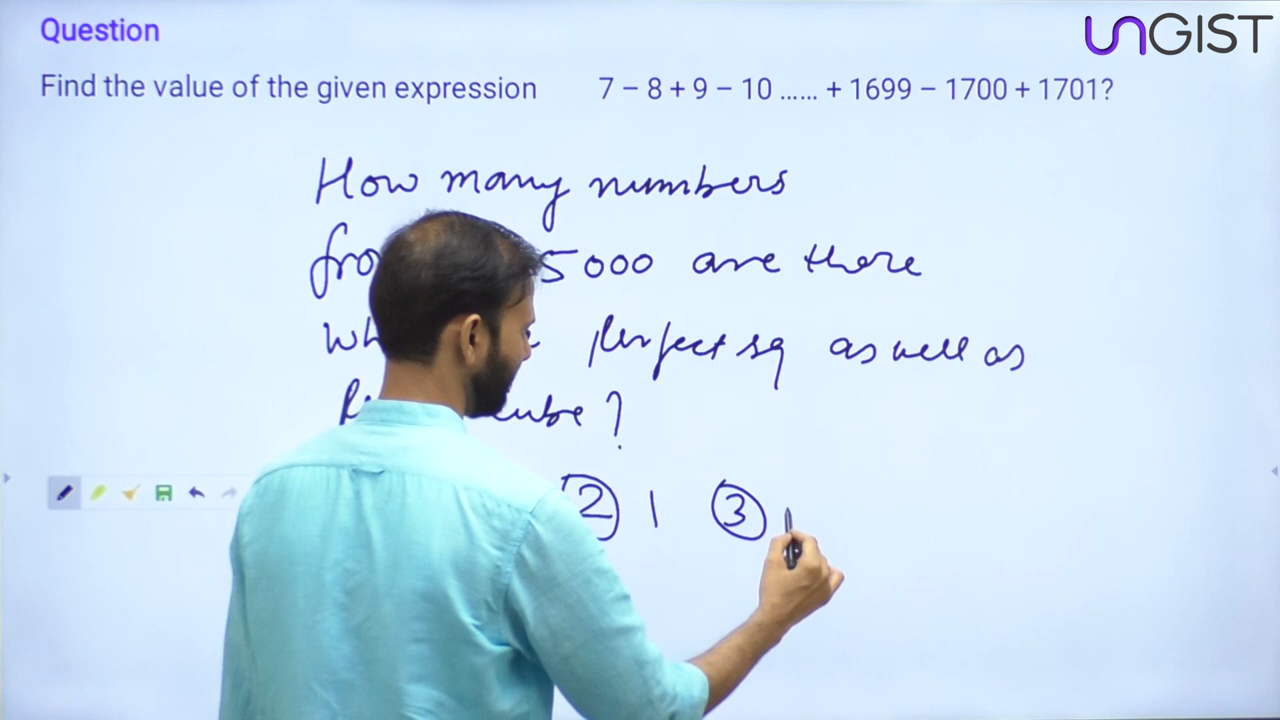 Question
UNGIST
Find the value of the given expression 7 – 8 + 9 – 10 ...... + 1699 – 1700 + 1701?
How many numbers
5000 are there
perfect sq as well as
?
2 1 3